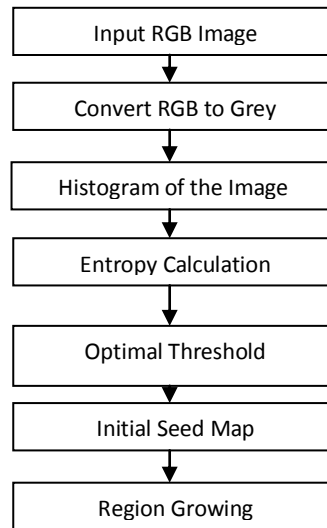 Input RGB Image
Convert RGB to Grey
Histogram of the Image
Entropy Calculation
Optimal Threshold
Initial Seed Map
Region Growing